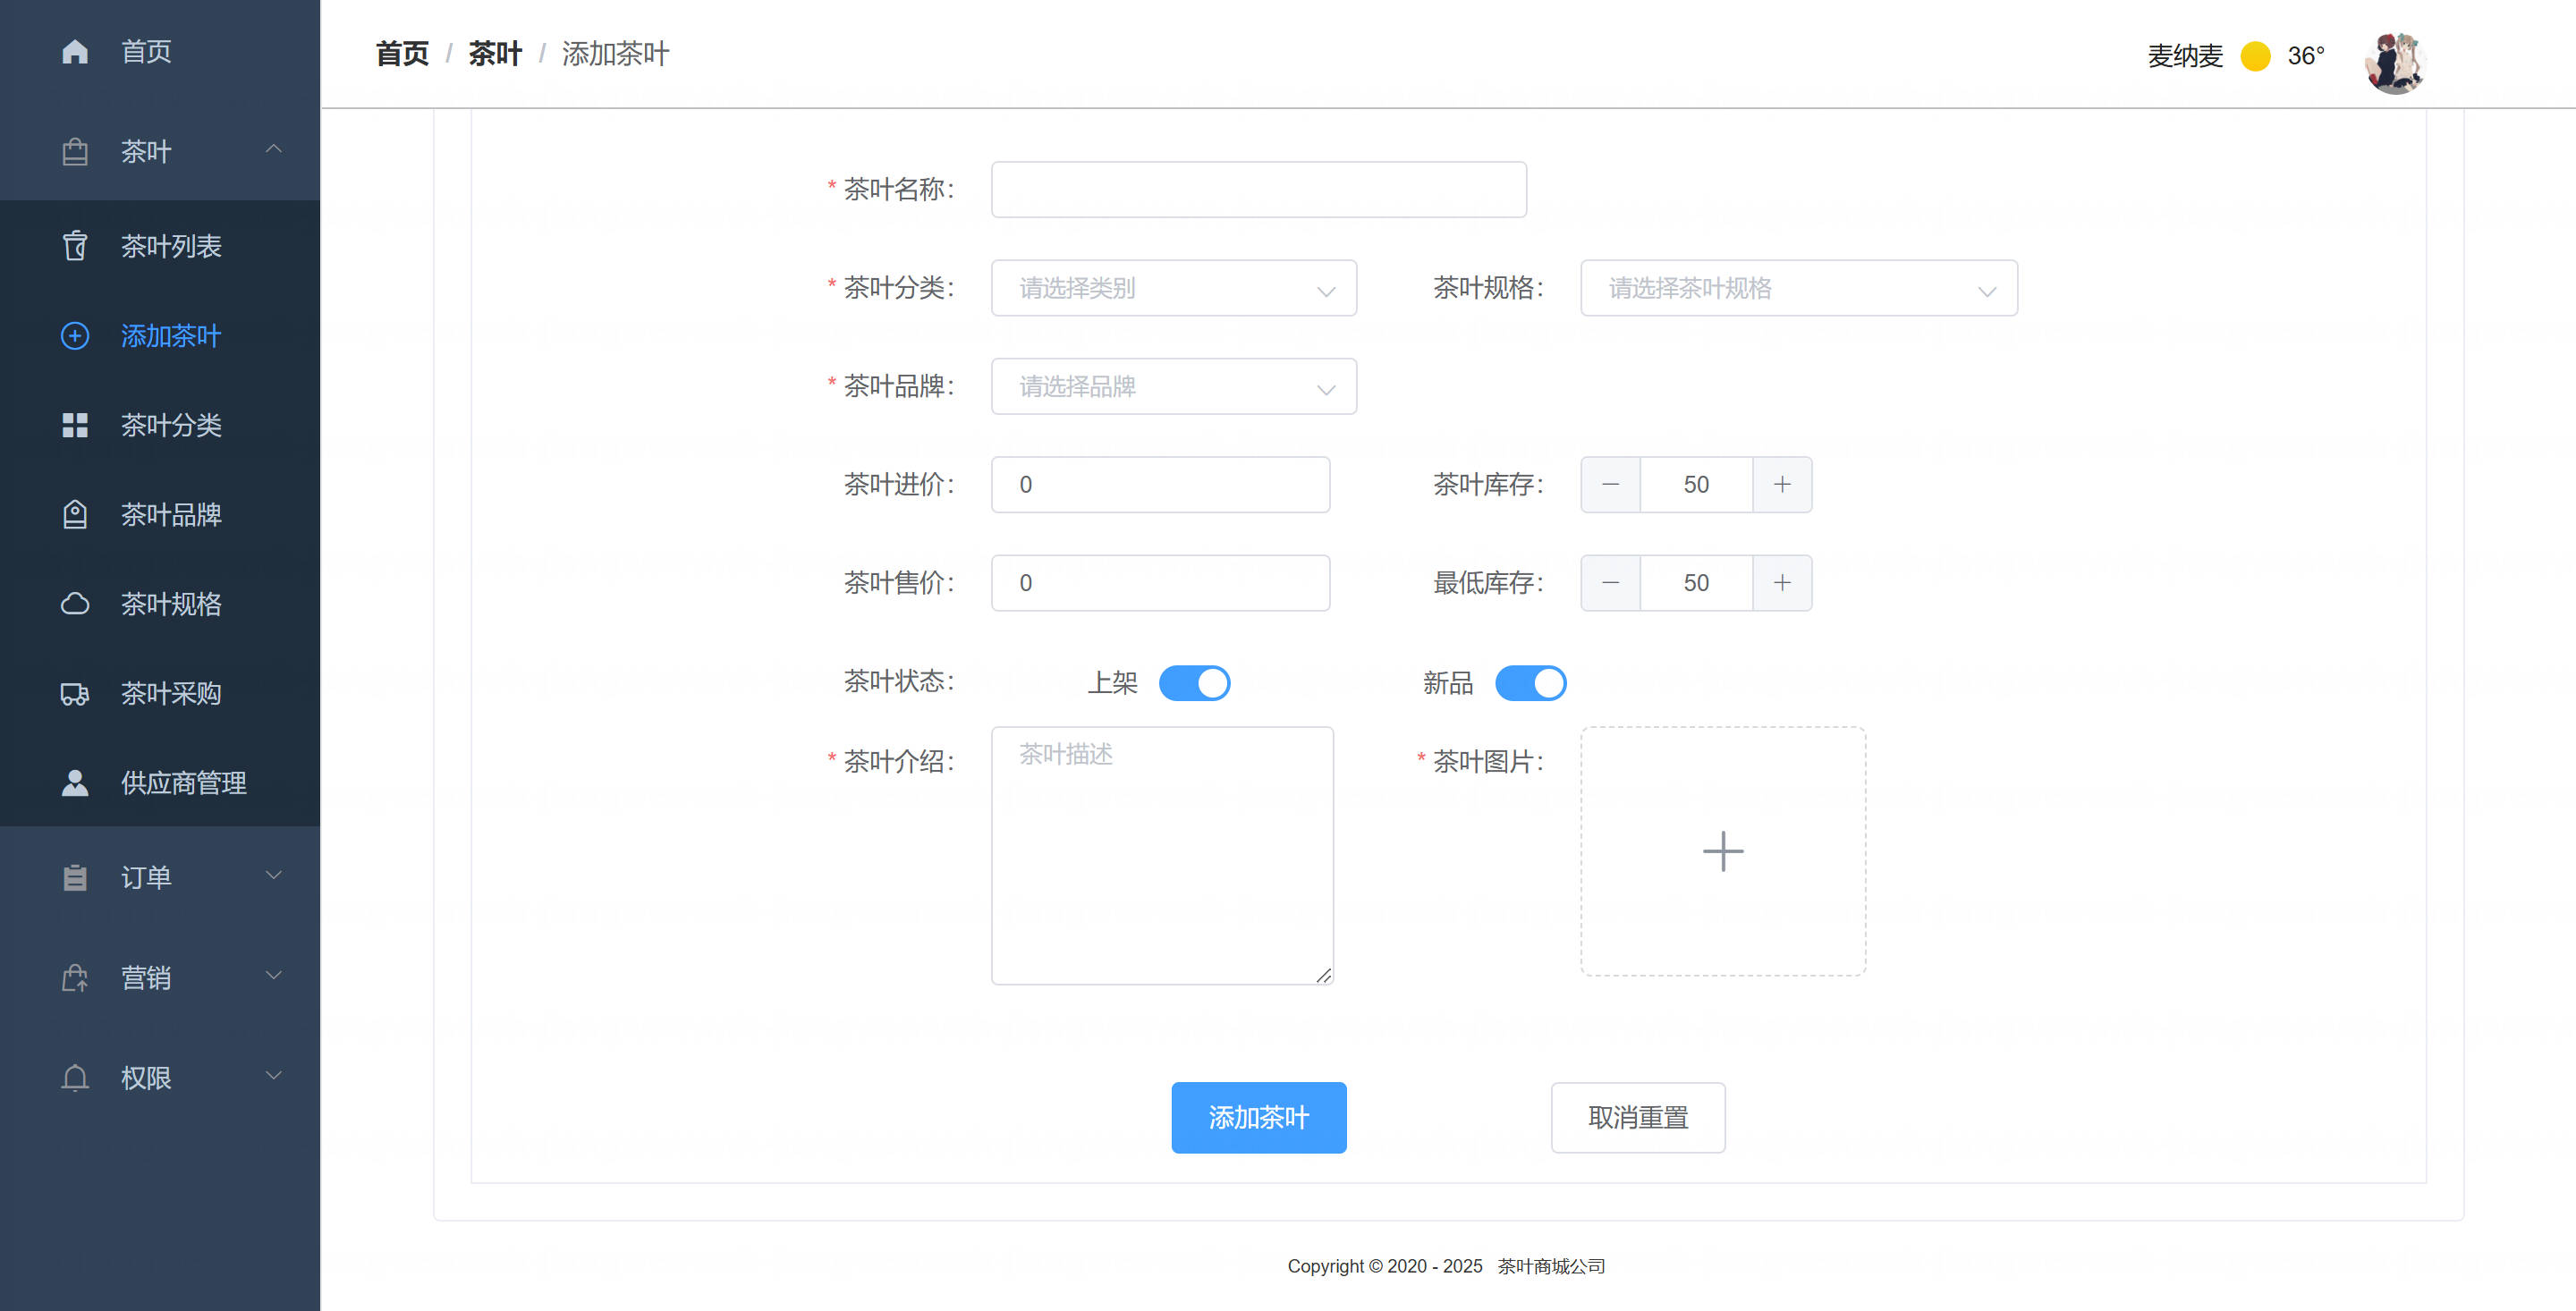 首页
茶叶
茶叶列表
添加茶叶
茶叶分类
茶叶品牌
茶叶规格
茶叶采购
供应商管理
订单
营销
权限
首页 / 茶叶 / 添加茶叶
麦纳麦 36°
* 茶叶名称:
* 茶叶分类: 请选择类别 茶叶规格: 请选择茶叶规格
* 茶叶品牌: 请选择品牌
茶叶进价: 0 茶叶库存: 50
茶叶售价: 0 最低库存: 50
茶叶状态: 上架 新品
* 茶叶介绍: 茶叶描述 * 茶叶图片:
添加茶叶 取消重置
Copyright © 2020 - 2025 茶叶商城公司